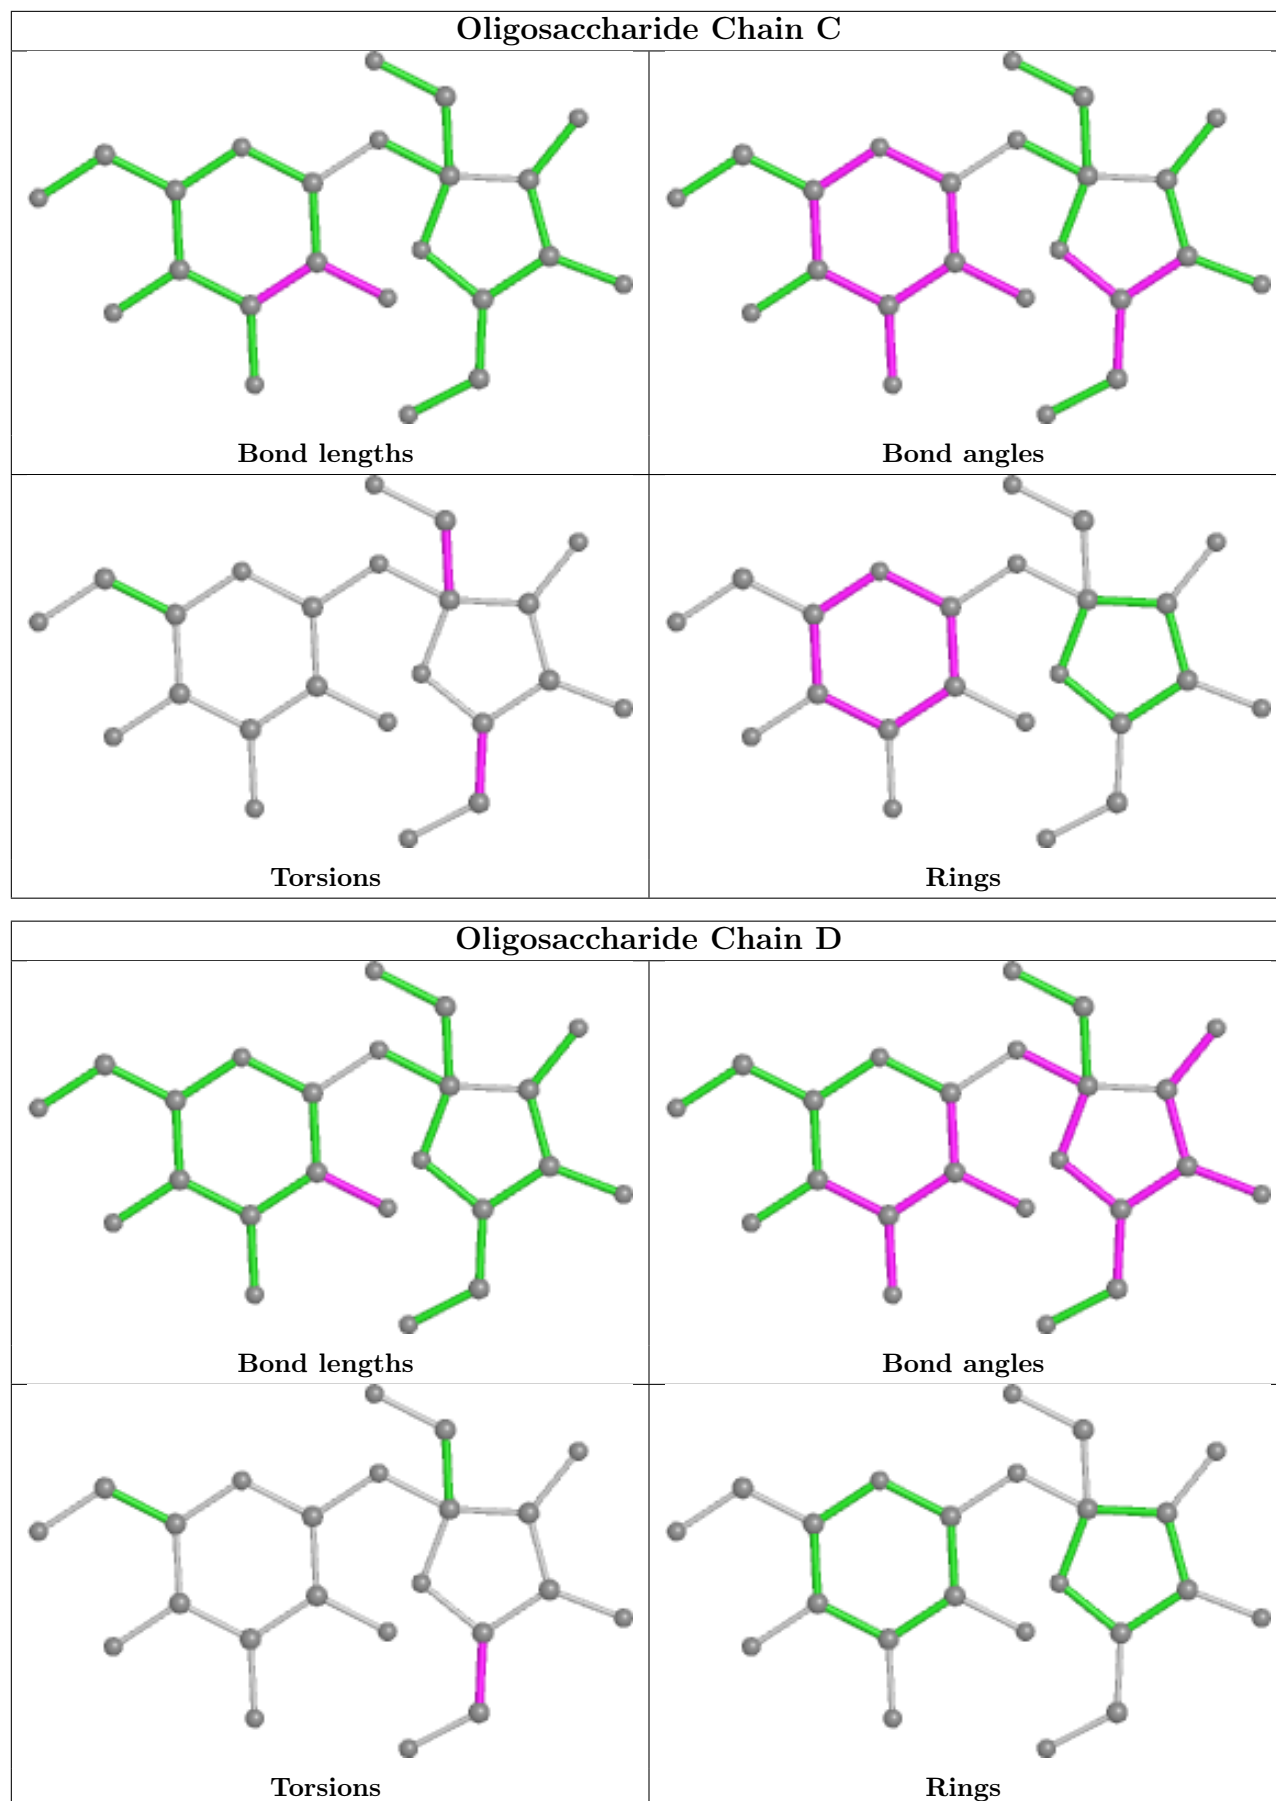 Oligosaccharide Chain C
Bond lengths
Bond angles
Torsions
Rings
Oligosaccharide Chain D
Bond lengths
Bond angles
Torsions
Rings